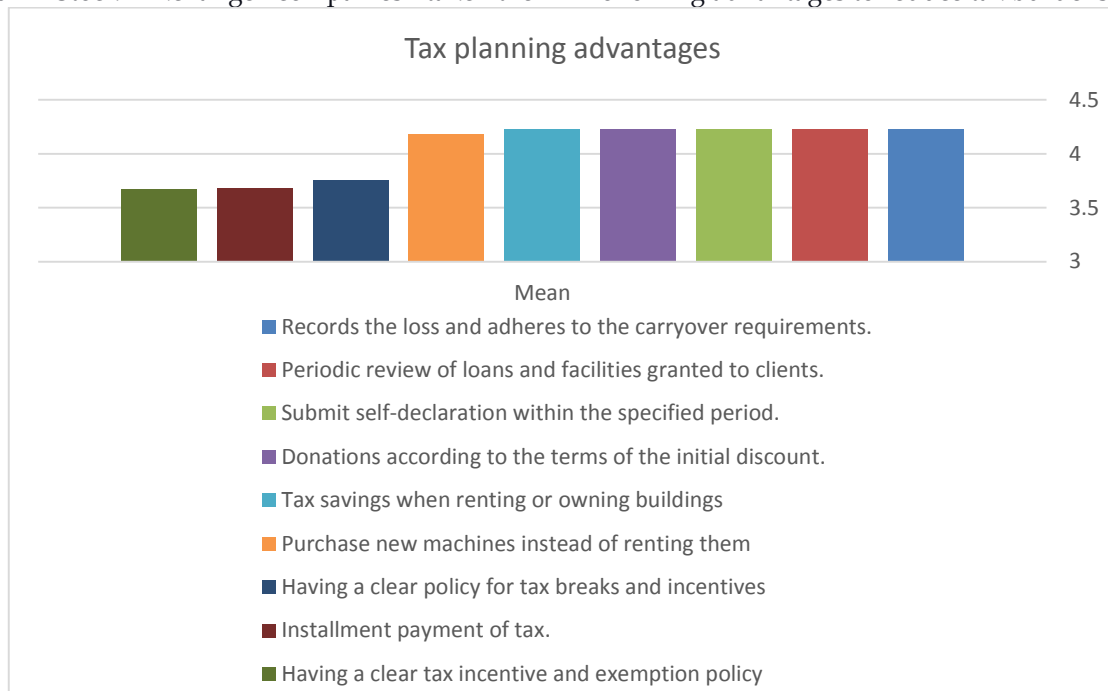 Tax planning advantages
4.5
4
3.5
3
Mean
Records the loss and adheres to the carryover requirements.
Periodic review of loans and facilities granted to clients.
Submit self-declaration within the specified period.
Donations according to the terms of the initial discount.
Tax savings when renting or owning buildings
Purchase new machines instead of renting them
Having a clear policy for tax breaks and incentives
Installment payment of tax.
Having a clear tax incentive and exemption policy